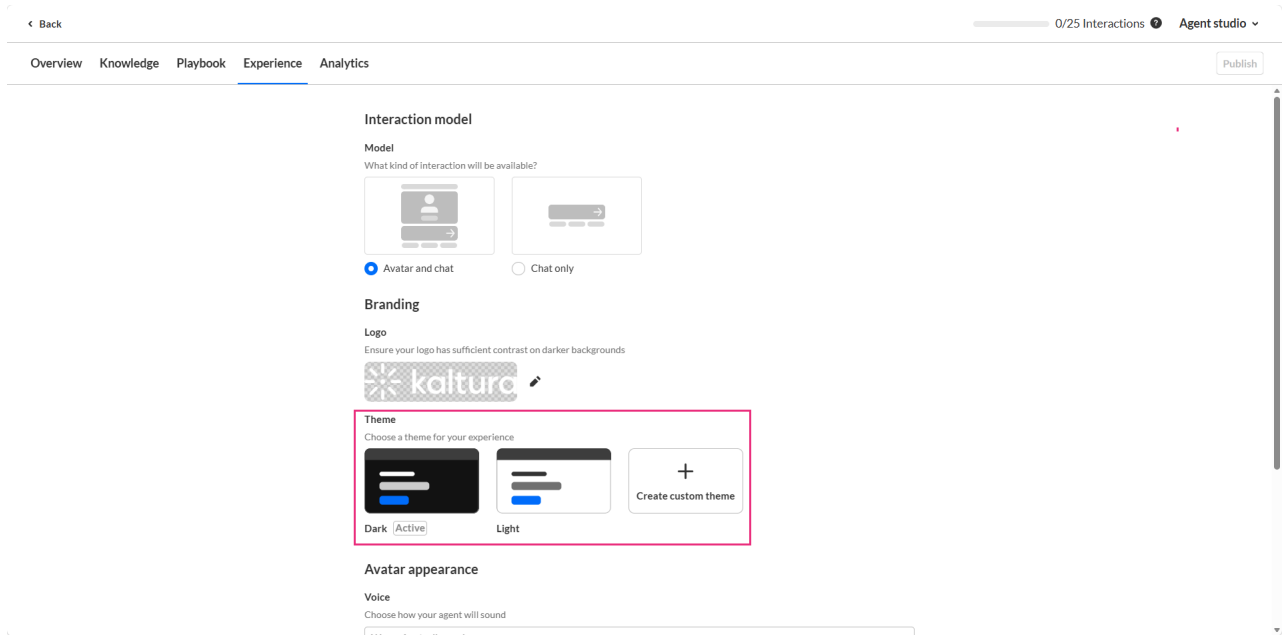 Back
0/25 Interactions ? Agent studio
Overview Knowledge Playbook Experience Analytics
Publish
Interaction model
Model
What kind of interaction will be available?
Avatar and chat
Chat only
Branding
Logo
Ensure your logo has sufficient contrast on darker backgrounds
kaltura
Theme
Choose a theme for your experience
Create custom theme
Dark Active
Light
Avatar appearance
Voice
Choose how your agent will sound